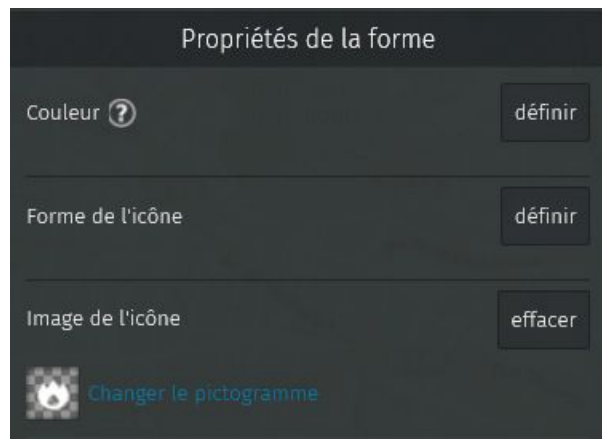 Propriétés de la forme
Couleur ? définir
Forme de l'icône définir
Image de l'icône effacer
Changer le pictogramme